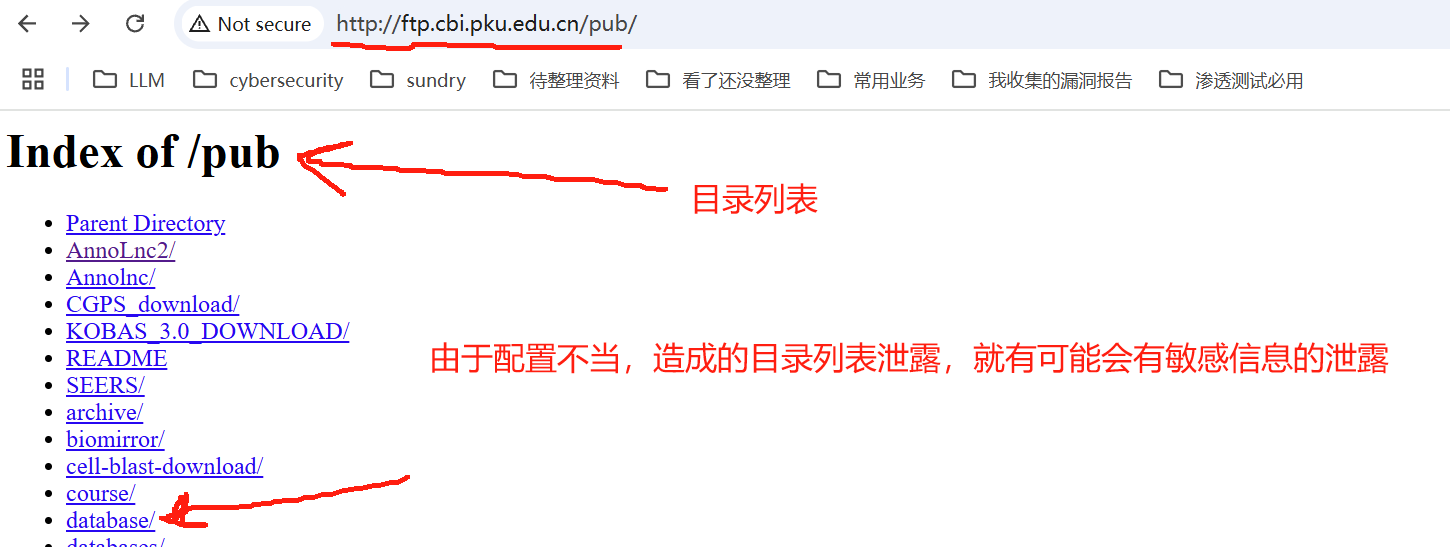 Not secure http://ftp.cbi.pku.edu.cn/pub/
LLM cybersecurity sundry 待整理资料 看了还没整理 常用业务 我收集的漏洞报告 渗透测试必用
Index of /pub
目录列表
Parent Directory
AnnoLnc2/
Annolnc/
CGPS_download/
KOBAS_3.0_DOWNLOAD/
README
由于配置不当，造成的目录列表泄露，就有可能会有敏感信息的泄露
SEERS/
archive/
biomirror/
cell-blast-download/
course/
database/
databases/